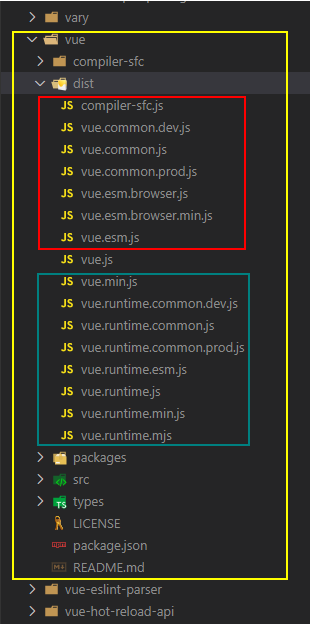 vary
vue
compiler-sfc
dist
JS compiler-sfc.js
JS vue.common.dev.js
JS vue.common.js
JS vue.common.prod.js
JS vue.esm.browser.js
JS vue.esm.browser.min.js
JS vue.esm.js
JS vue.js
JS vue.min.js
JS vue.runtime.common.dev.js
JS vue.runtime.common.js
JS vue.runtime.common.prod.js
JS vue.runtime.esm.js
JS vue.runtime.js
JS vue.runtime.min.js
JS vue.runtime.mjs
packages
src
TS types
LICENSE
package.json
README.md
vue-eslint-parser
vue-hot-reload-api